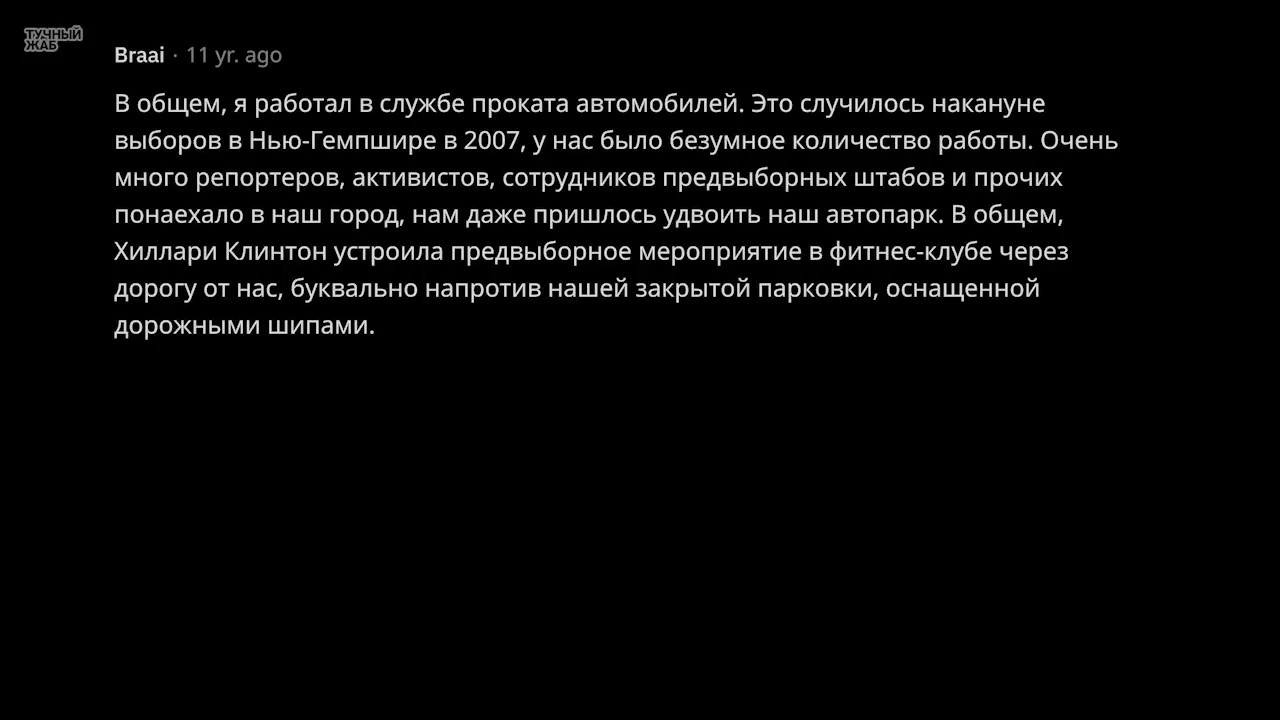 ТУЧНЫЙ
ЖАБ
Braai · 11 yr. ago
В общем, я работал в службе проката автомобилей. Это случилось накануне
выборов в Нью-Гемпшире в 2007, у нас было безумное количество работы. Очень
много репортеров, активистов, сотрудников предвыборных штабов и прочих
понаехало в наш город, нам даже пришлось удвоить наш автопарк. В общем,
Хиллари Клинтон устроила предвыборное мероприятие в фитнес-клубе через
дорогу от нас, буквально напротив нашей закрытой парковки, оснащенной
дорожными шипами.